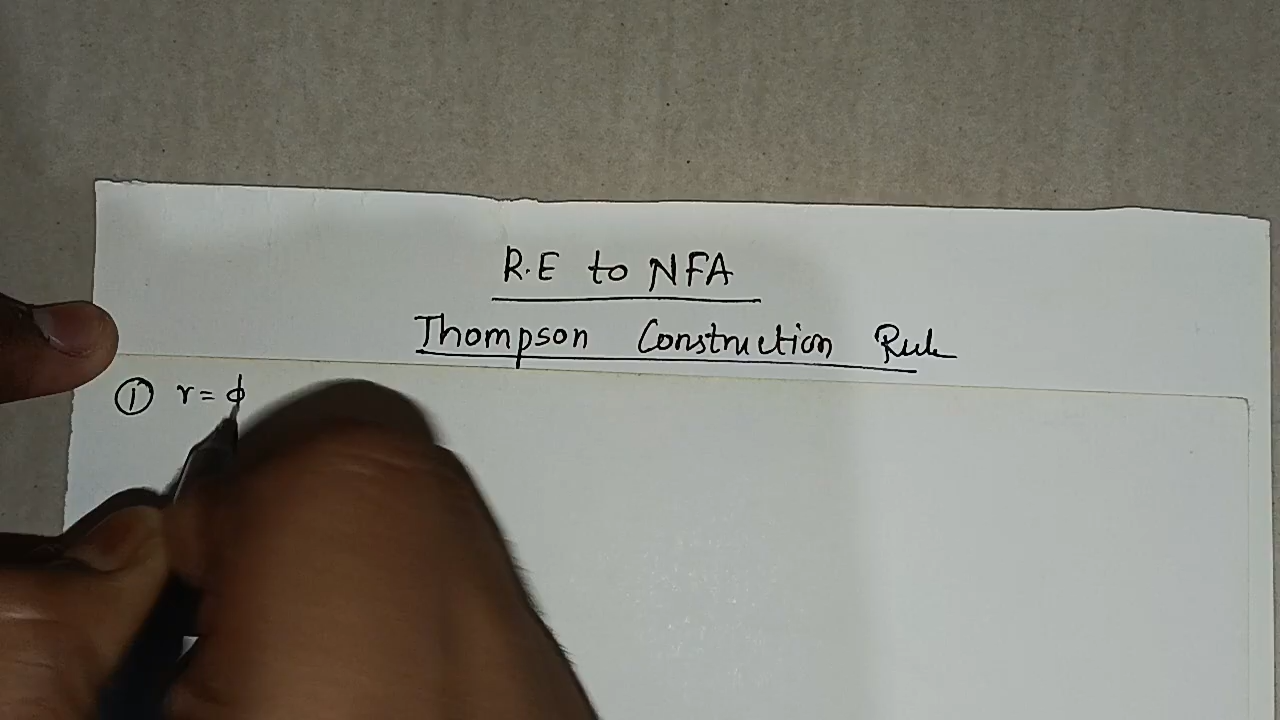 R.E to NFA
Thompson Construction Rule
① r = ϕ